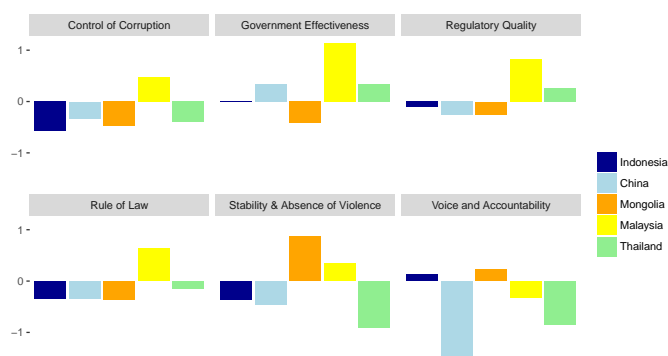 Control of Corruption
Government Effectiveness
Regulatory Quality
1
0
−1
Indonesia
China
Mongolia
Malaysia
Thailand
Rule of Law
Stability & Absence of Violence
Voice and Accountability
1
0
−1